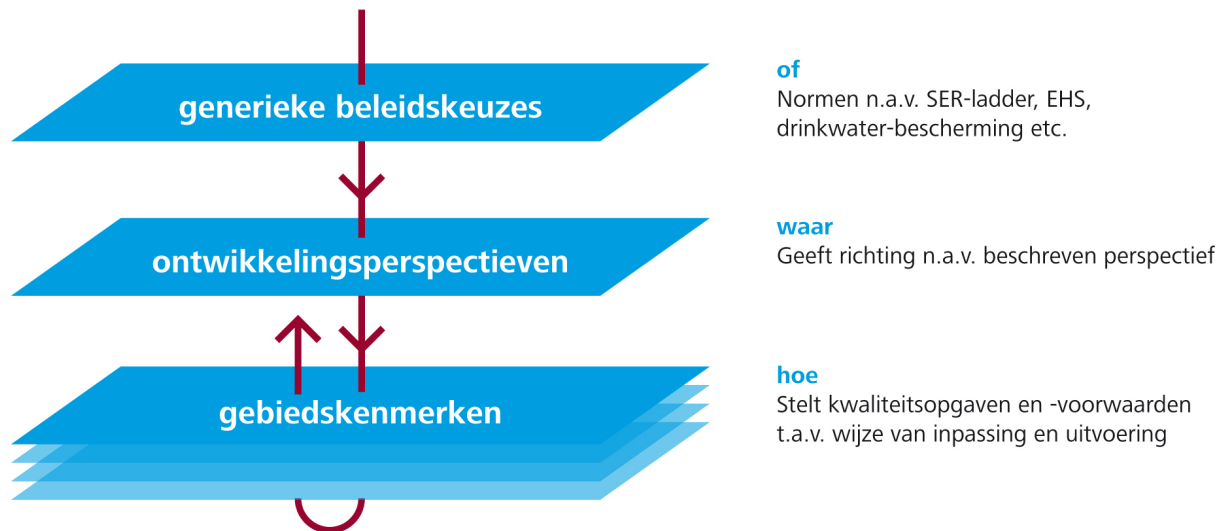 generieke beleidskeuzes
of
Normen n.a.v. SER-ladder, EHS,
drinkwater-bescherming etc.
ontwikkelingsperspectieven
waar
Geeft richting n.a.v. beschreven perspectief
gebiedskenmerken
hoe
Stelt kwaliteitsopgaven en -voorwaarden
t.a.v. wijze van inpassing en uitvoering